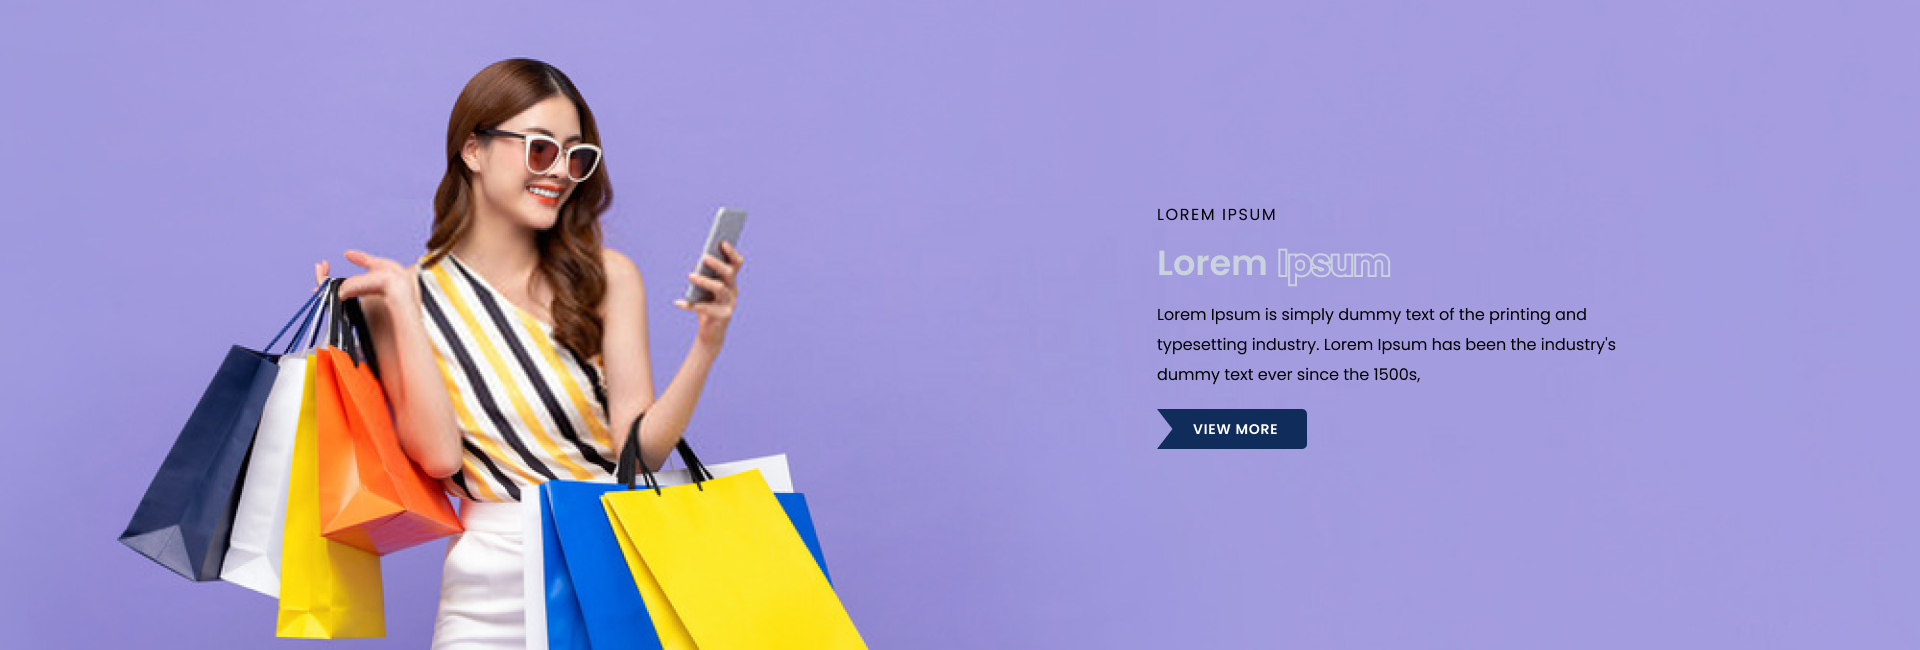 LOREM IPSUM
Lorem Ipsum
Lorem Ipsum is simply dummy text of the printing and
typesetting industry. Lorem Ipsum has been the industry's
dummy text ever since the 1500s,
VIEW MORE